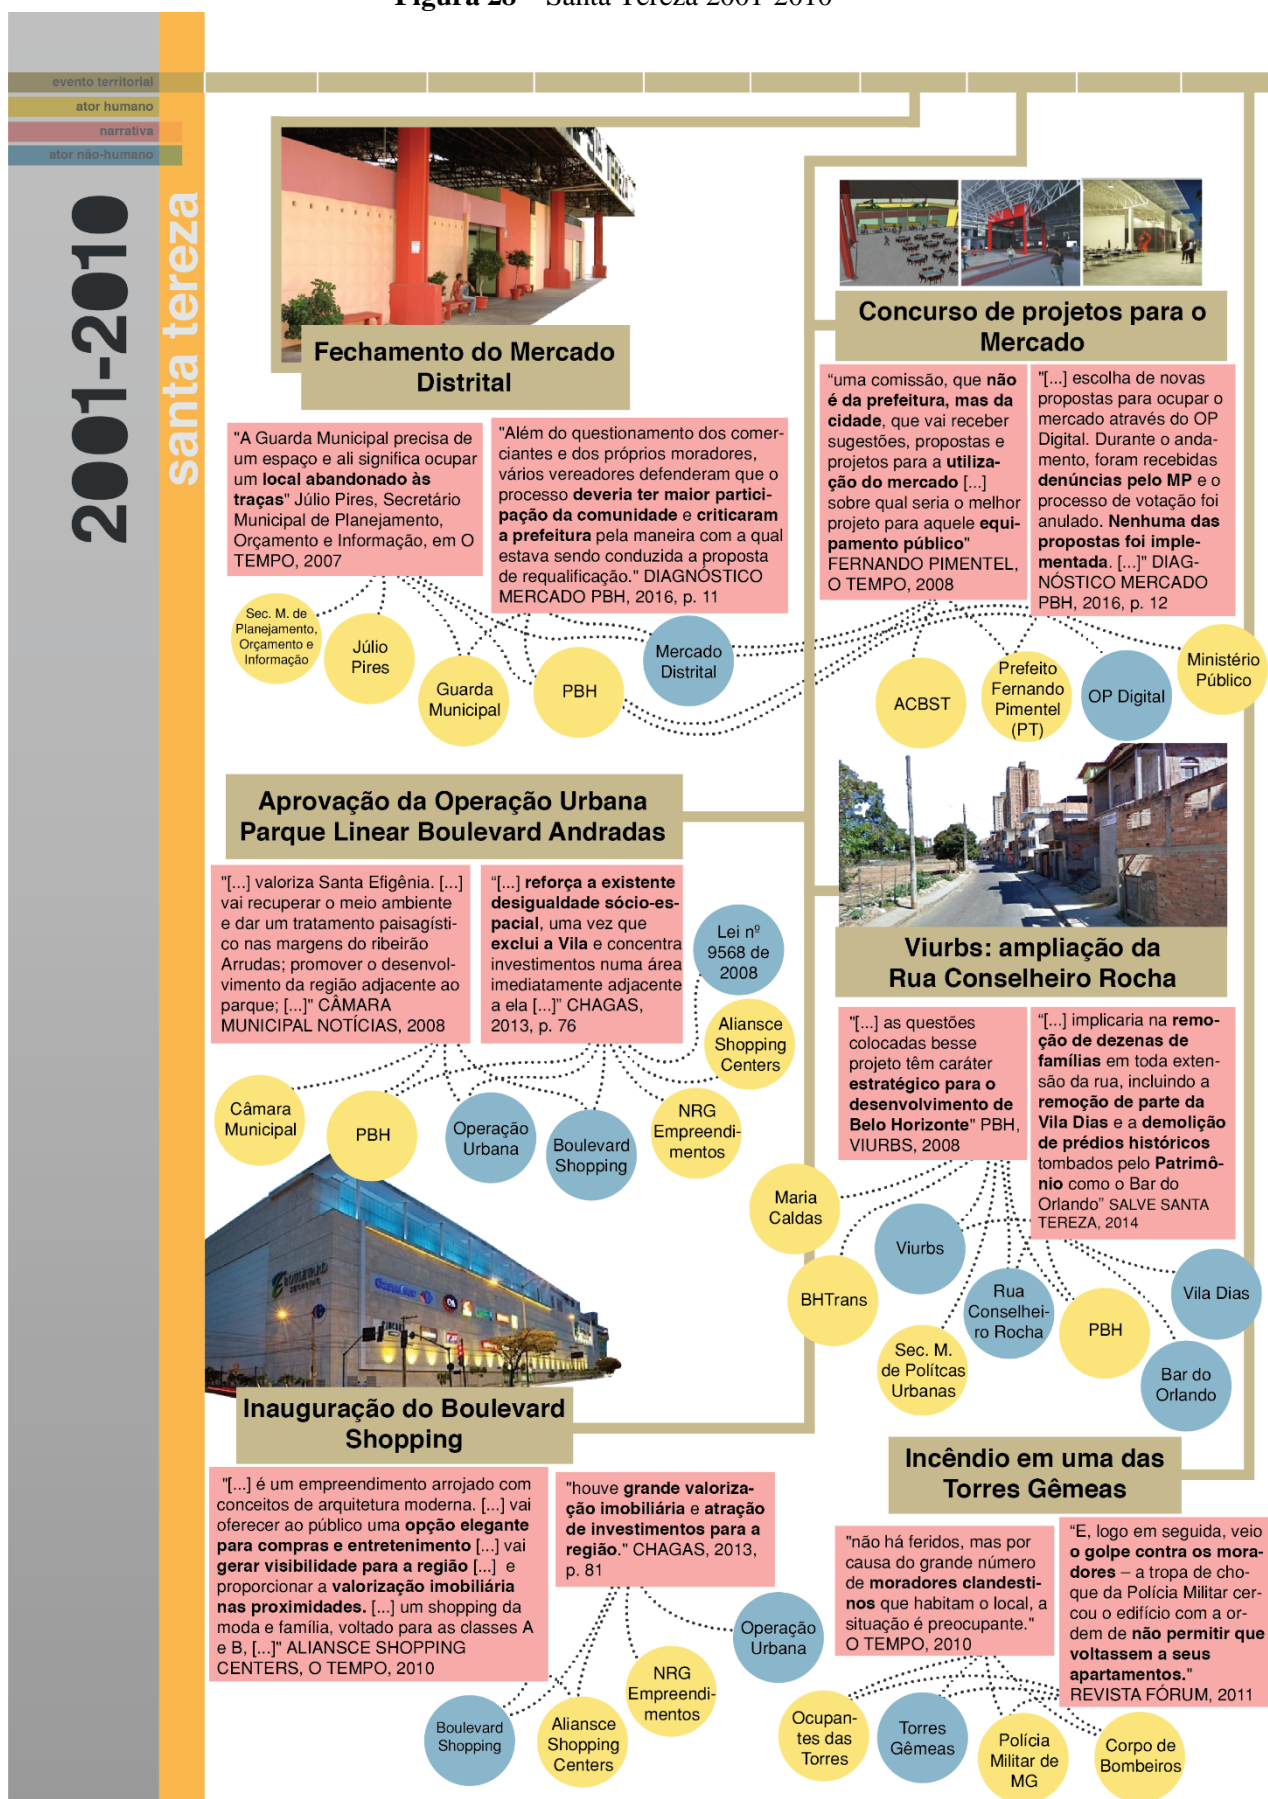 Figura 28 – Santa Tereza 2001-2010
evento territorial
ator humano
narrativa
ator não-humano
2001-2010
santa tereza
Fechamento do Mercado
Distrital
"A Guarda Municipal precisa de
um espaço e ali significa ocupar
um local abandonado às
traças" Júlio Pires, Secretário
Municipal de Planejamento,
Orçamento e Informação, em O
TEMPO, 2007
"Além do questionamento dos comer-
ciantes e dos próprios moradores,
vários vereadores defenderam que o
processo deveria ter maior partici-
pação da comunidade e criticaram
a prefeitura pela maneira com a qual
estava sendo conduzida a proposta
de requalificação." DIAGNÓSTICO
MERCADO PBH, 2016, p. 11
Sec. M. de
Planejamento,
Orçamento e
Informação
Júlio
Pires
Guarda
Municipal
PBH
Mercado
Distrital
Concurso de projetos para o
Mercado
“uma comissão, que não
é da prefeitura, mas da
cidade, que vai receber
sugestões, propostas e
projetos para a utiliza-
ção do mercado [...]
sobre qual seria o melhor
projeto para aquele equi-
pamento público"
FERNANDO PIMENTEL,
O TEMPO, 2008
"[...] escolha de novas
propostas para ocupar o
mercado através do OP
Digital. Durante o anda-
mento, foram recebidas
denúncias pelo MP e o
processo de votação foi
anulado. Nenhuma das
propostas foi imple-
mentada. [...]" DIAG-
NÓSTICO MERCADO
PBH, 2016, p. 12
ACBST
Prefeito
Fernando
Pimentel
(PT)
OP Digital
Ministério
Público
Aprovação da Operação Urbana
Parque Linear Boulevard Andradas
"[...] valoriza Santa Efigênia. [...]
vai recuperar o meio ambiente
e dar um tratamento paisagísti-
co nas margens do ribeirão
Arrudas; promover o desenvol-
vimento da região adjacente ao
parque; [...]" CÂMARA
MUNICIPAL NOTÍCIAS, 2008
“[...] reforça a existente
desigualdade sócio-es-
pacial, uma vez que
exclui a Vila e concentra
investimentos numa área
imediatamente adjacente
a ela [...]” CHAGAS,
2013, p. 76
Lei nº
9568 de
2008
Aliansce
Shopping
Centers
Câmara
Municipal
PBH
Operação
Urbana
Boulevard
Shopping
NRG
Empreendi-
mentos
Viurbs: ampliação da
Rua Conselheiro Rocha
"[...] as questões
colocadas besse
projeto têm caráter
estratégico para o
desenvolvimento de
Belo Horizonte" PBH,
VIURBS, 2008
“[...] implicaria na remo-
ção de dezenas de
famílias em toda exten-
são da rua, incluindo a
remoção de parte da
Vila Dias e a demolição
de prédios históricos
tombados pelo Patrimô-
nio como o Bar do
Orlando” SALVE SANTA
TEREZA, 2014
Maria
Caldas
BHTrans
Viurbs
Sec. M.
de Polítcas
Urbanas
Rua
Conselhei-
ro Rocha
PBH
Vila Dias
Bar do
Orlando
BOULEVARD
SHOPPING
Inauguração do Boulevard
Shopping
"[...] é um empreendimento arrojado com
conceitos de arquitetura moderna. [...] vai
oferecer ao público uma opção elegante
para compras e entretenimento [...] vai
gerar visibilidade para a região [...] e
proporcionar a valorização imobiliária
nas proximidades. [...] um shopping da
moda e família, voltado para as classes A
e B, [...]" ALIANSCE SHOPPING
CENTERS, O TEMPO, 2010
"houve grande valoriza-
ção imobiliária e atração
de investimentos para a
região." CHAGAS, 2013,
p. 81
Boulevard
Shopping
Aliansce
Shopping
Centers
NRG
Empreendi-
mentos
Operação
Urbana
Incêndio em uma das
Torres Gêmeas
"não há feridos, mas por
causa do grande número
de moradores clandesti-
nos que habitam o local, a
situação é preocupante."
O TEMPO, 2010
“E, logo em seguida, veio
o golpe contra os mora-
dores – a tropa de cho-
que da Polícia Militar cer-
cou o edifício com a or-
dem de não permitir que
voltassem a seus
apartamentos."
REVISTA FÓRUM, 2011
Ocupan-
tes das
Torres
Torres
Gêmeas
Polícia
Militar de
MG
Corpo de
Bombeiros